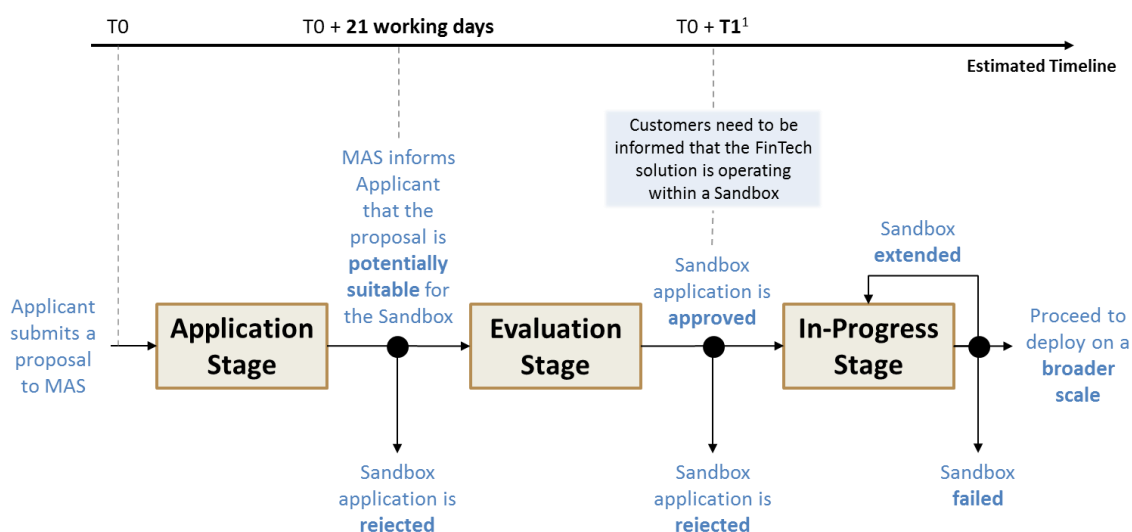 T0
T0 + 21 working days
T0 + T1¹
Estimated Timeline
Customers need to be
informed that the FinTech
solution is operating
within a Sandbox
MAS informs
Applicant
that the
proposal is
potentially
suitable for
the Sandbox
Sandbox
application is
approved
Sandbox
extended
Applicant
submits a
proposal
to MAS
Application
Stage
Evaluation
Stage
In-Progress
Stage
Proceed to
deploy on a
broader
scale
Sandbox
application is
rejected
Sandbox
application is
rejected
Sandbox
failed